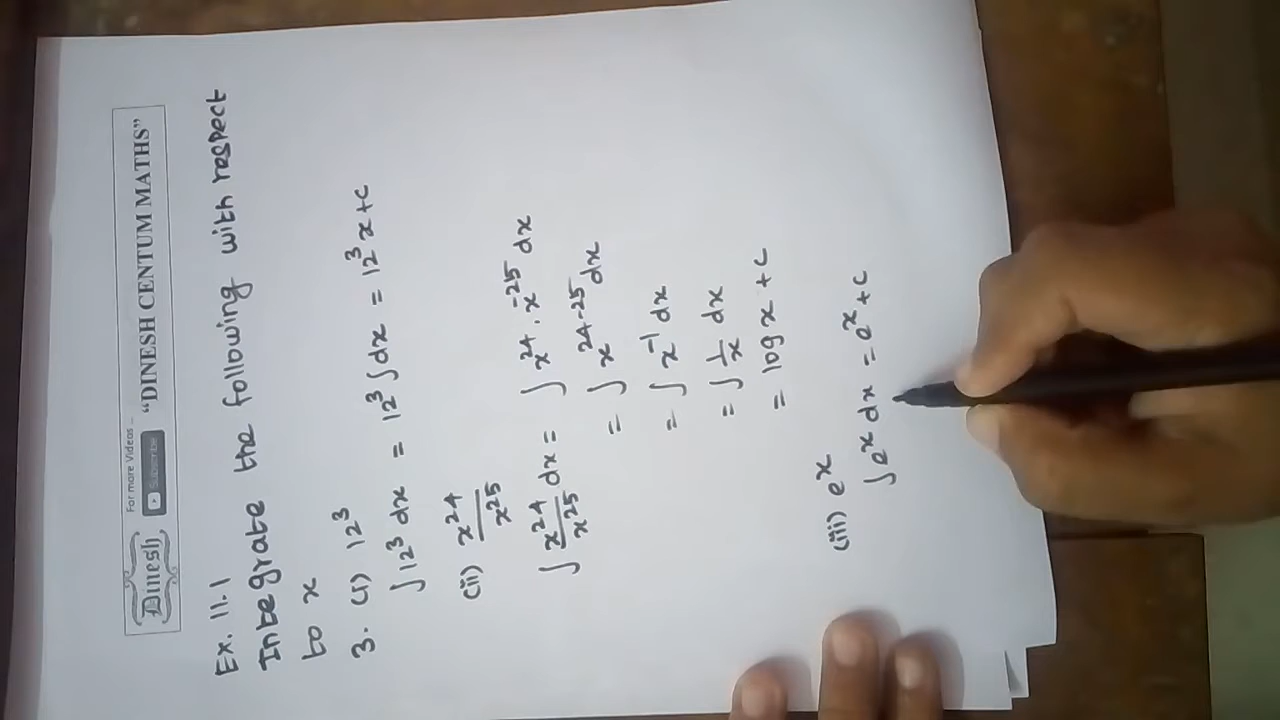 Dinesh
For more Videos ...
Subscribe
"DINESH CENTUM MATHS"
Ex. 11.1
Integrate the following with respect
to x
3. (i) 12³
∫12³ dx = 12³ ∫dx = 12³ x + c
(ii) x²⁴/x²⁵
∫ x²⁴/x²⁵ dx = ∫ x²⁴ . x⁻²⁵ dx
= ∫ x²⁴⁻²⁵ dx
= ∫ x⁻¹ dx
= ∫ 1/x dx
= log x + c
(iii) eˣ
∫eˣ dx = eˣ + c